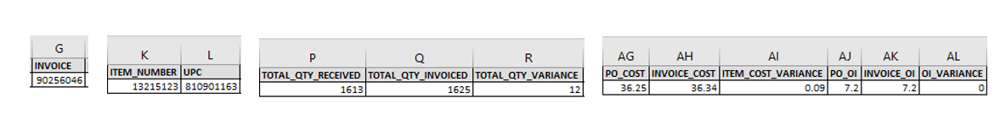 G
INVOICE
90256046
K L
ITEM_NUMBER UPC
13215123 810901163
P Q R
TOTAL_QTY_RECEIVED TOTAL_QTY_INVOICED TOTAL_QTY_VARIANCE
1613 1625 12
AG AH AI AJ AK AL
PO_COST INVOICE_COST ITEM_COST_VARIANCE PO_OI INVOICE_OI OI_VARIANCE
36.25 36.34 0.09 7.2 7.2 0